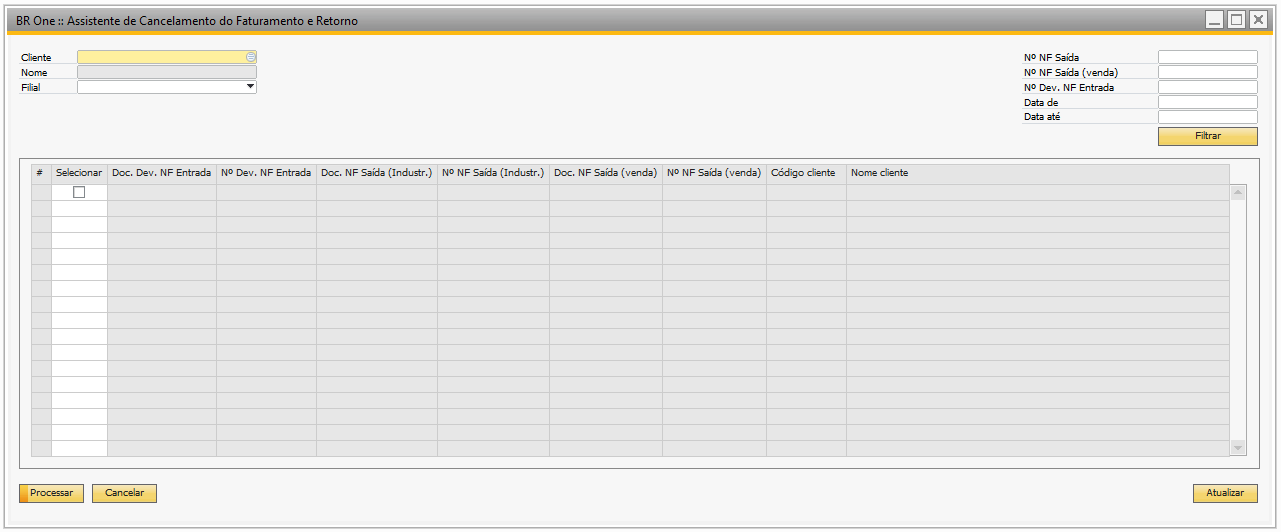 BR One :: Assistente de Cancelamento do Faturamento e Retorno
Cliente
Nome
Filial
Nº NF Saída
Nº NF Saída (venda)
Nº Dev. NF Entrada
Data de
Data até
Filtrar
# Selecionar Doc. Dev. NF Entrada Nº Dev. NF Entrada Doc. NF Saída (Industr.) Nº NF Saída (Industr.) Doc. NF Saída (venda) Nº NF Saída (venda) Código cliente Nome cliente
Processar Cancelar Atualizar